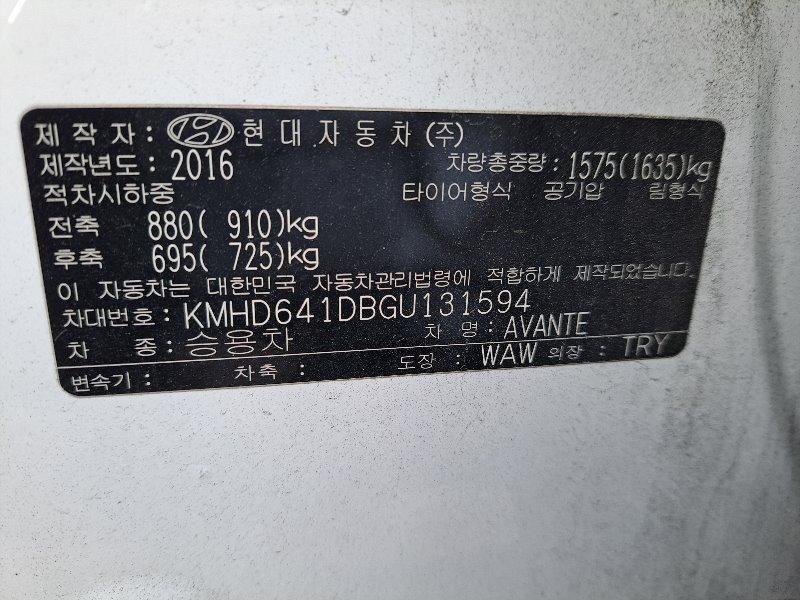 제 작 자 : 현대자동차 (주)
제작년도 : 2016 차량총중량 : 1575(1635)kg
적차시하중 타이어형식 공기압 림형식
전축 880( 910)kg
후축 695( 725)kg
이 자동차는 대한민국 자동차관리법령에 적합하게 제작되었습니다.
차대번호 : KMHD641DBGU131594
차 종 : 승용차 차 명 : AVANTE
변속기 : 차축 : 도장 : WAW 의장 : TRY